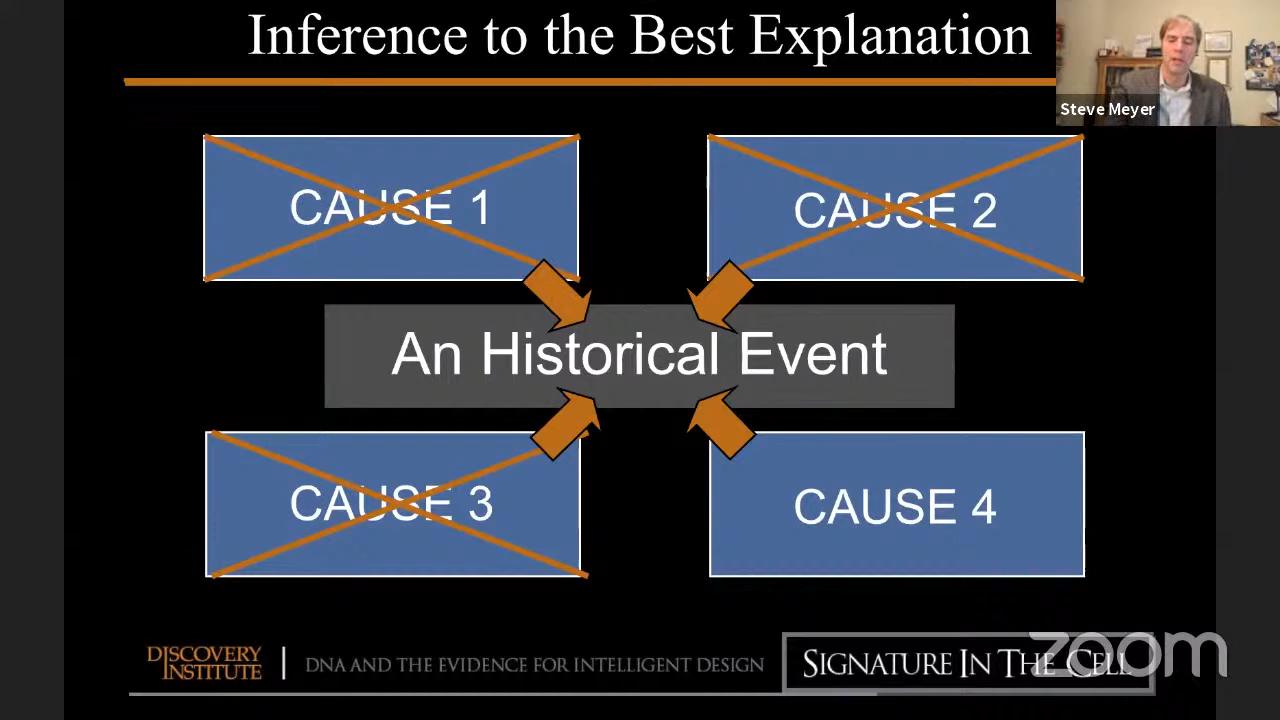 Inference to the Best Explanation
Steve Meyer
CAUSE 1
CAUSE 2
An Historical Event
CAUSE 3
CAUSE 4
DISCOVERY
INSTITUTE
DNA AND THE EVIDENCE FOR INTELLIGENT DESIGN
SIGNATURE IN THE CELL
zoom